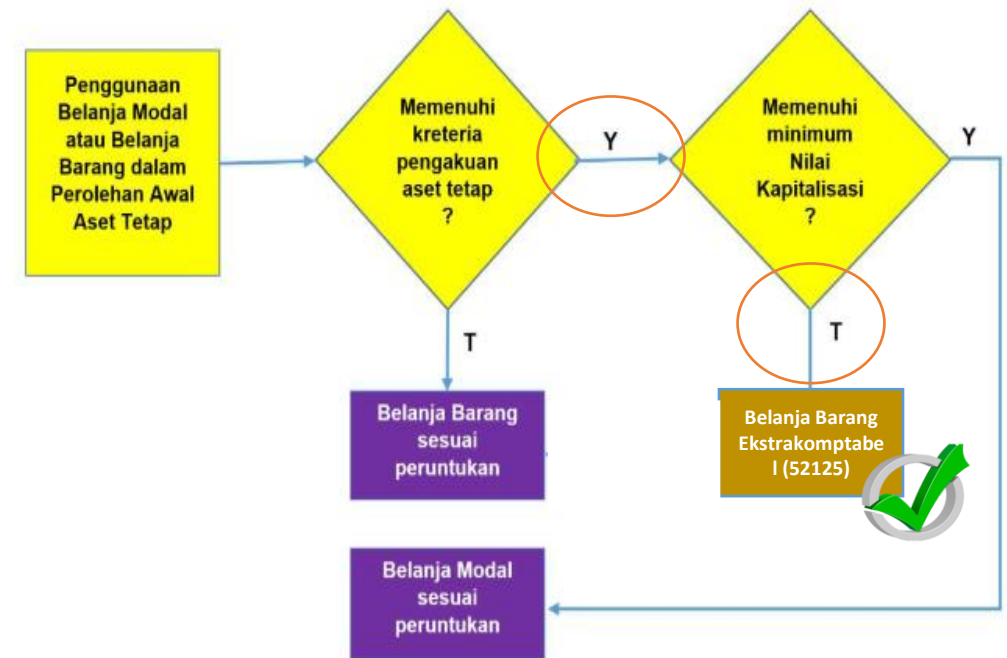 Penggunaan
Belanja Modal
atau Belanja
Barang dalam
Perolehan Awal
Aset Tetap
Memenuhi
kreteria
pengakuan
aset tetap
?
Y
Memenuhi
minimum
Nilai
Kapitalisasi
?
Y
T
T
Belanja Barang
sesuai
peruntukan
Belanja Barang
Ekstrakomptabe
l (52125)
Belanja Modal
sesuai
peruntukan